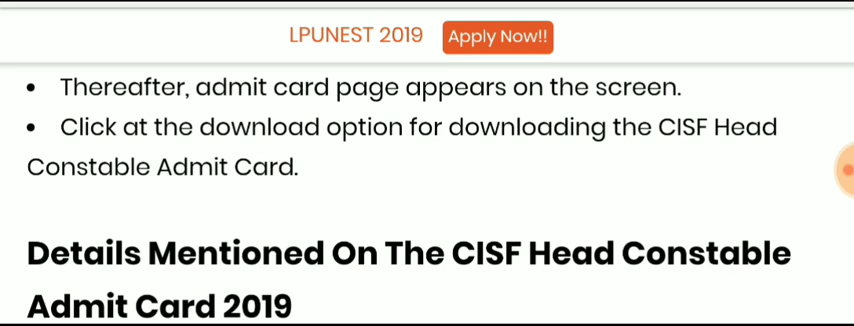 LPUNEST 2019 Apply Now!!
• Thereafter, admit card page appears on the screen.
• Click at the download option for downloading the CISF Head
Constable Admit Card.
Details Mentioned On The CISF Head Constable
Admit Card 2019